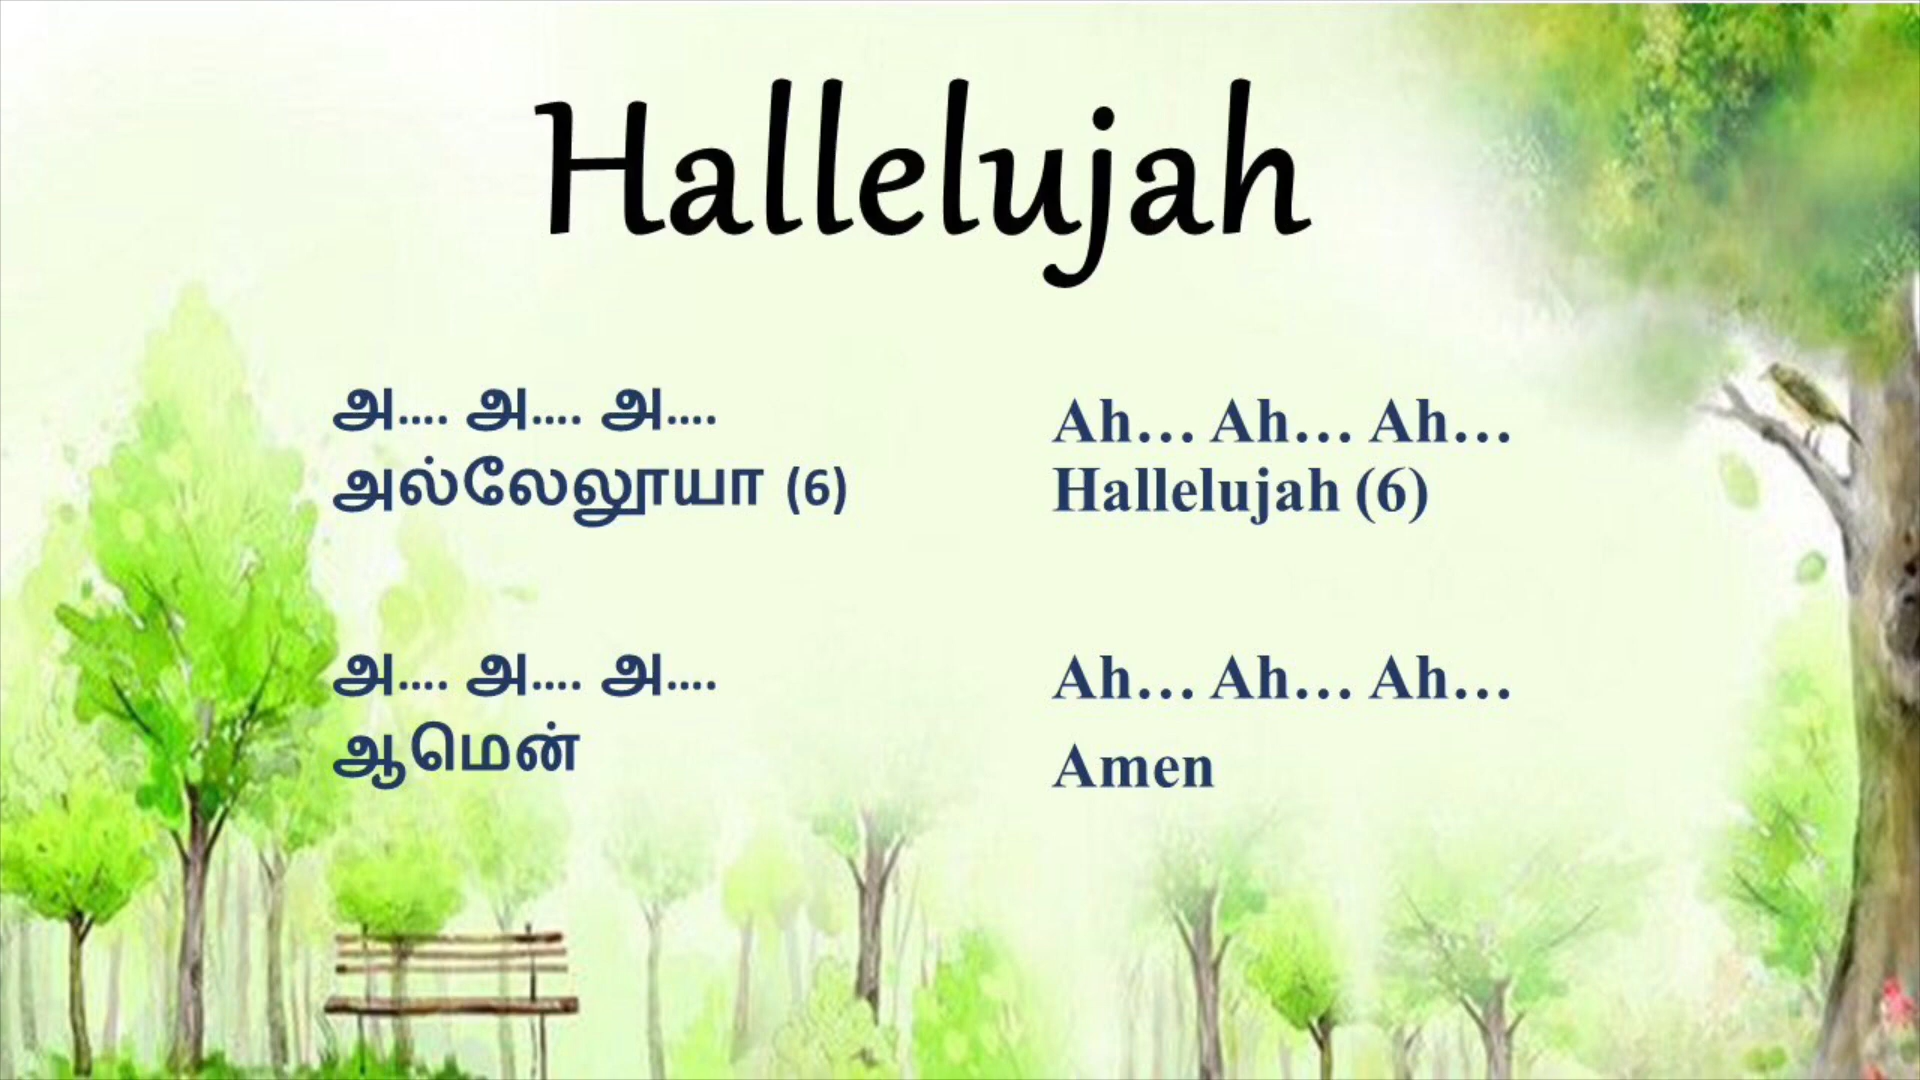 Hallelujah
அ.... அ.... அ....
அல்லேலூயா (6)
அ.... அ.... அ....
ஆமென்
Ah… Ah… Ah…
Hallelujah (6)
Ah… Ah… Ah…
Amen